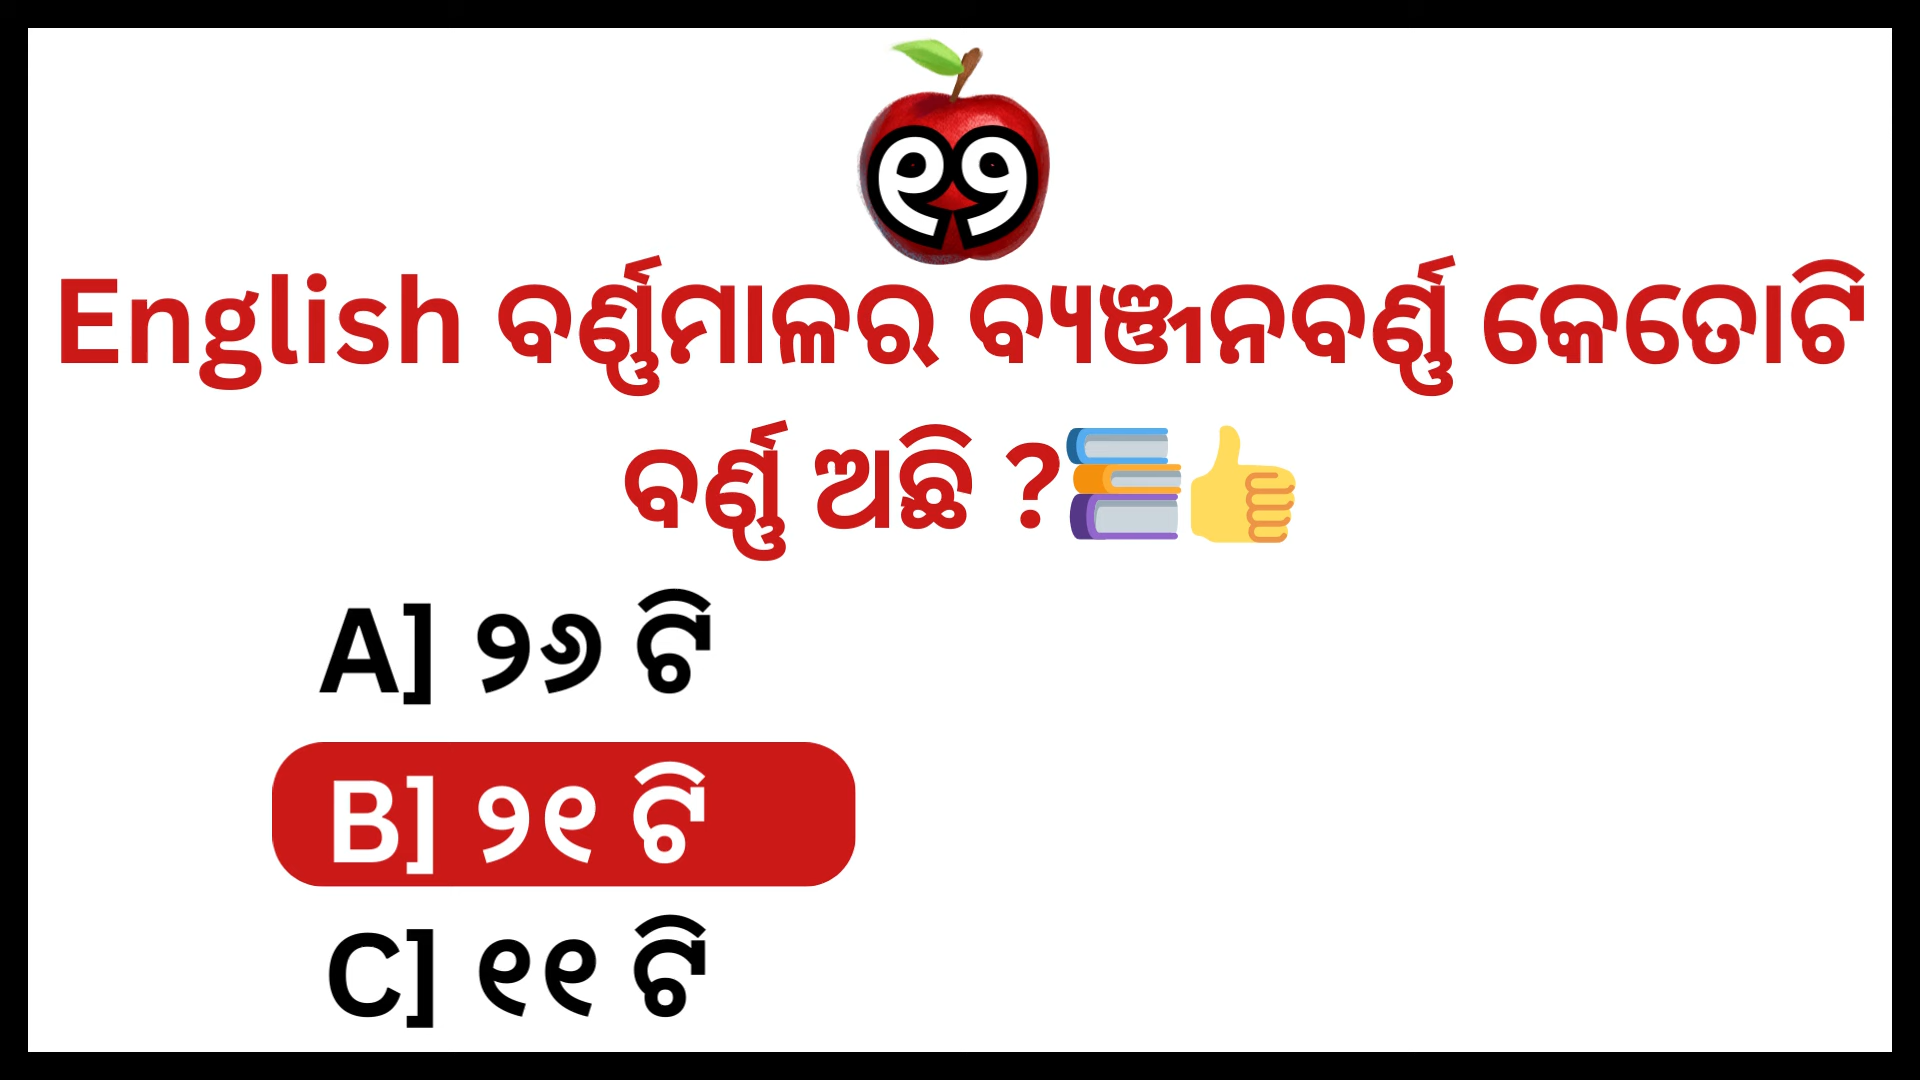 ୧୨
English ବର୍ଣ୍ଣମାଳର ବ୍ୟଞ୍ଜନବର୍ଣ୍ଣ କେତୋଟି
ବର୍ଣ୍ଣ ଅଛି ?
A] ୨୬ ଟି
B] ୨୧ ଟି
C] ୧୧ ଟି